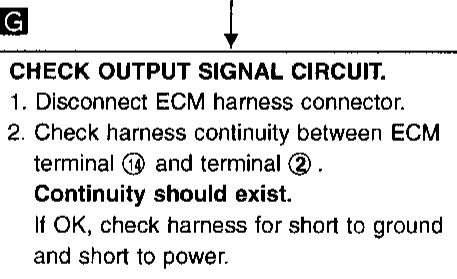 G
CHECK OUTPUT SIGNAL CIRCUIT.
1. Disconnect ECM harness connector.
2. Check harness continuity between ECM
terminal ⑭ and terminal ② .
Continuity should exist.
If OK, check harness for short to ground
and short to power.